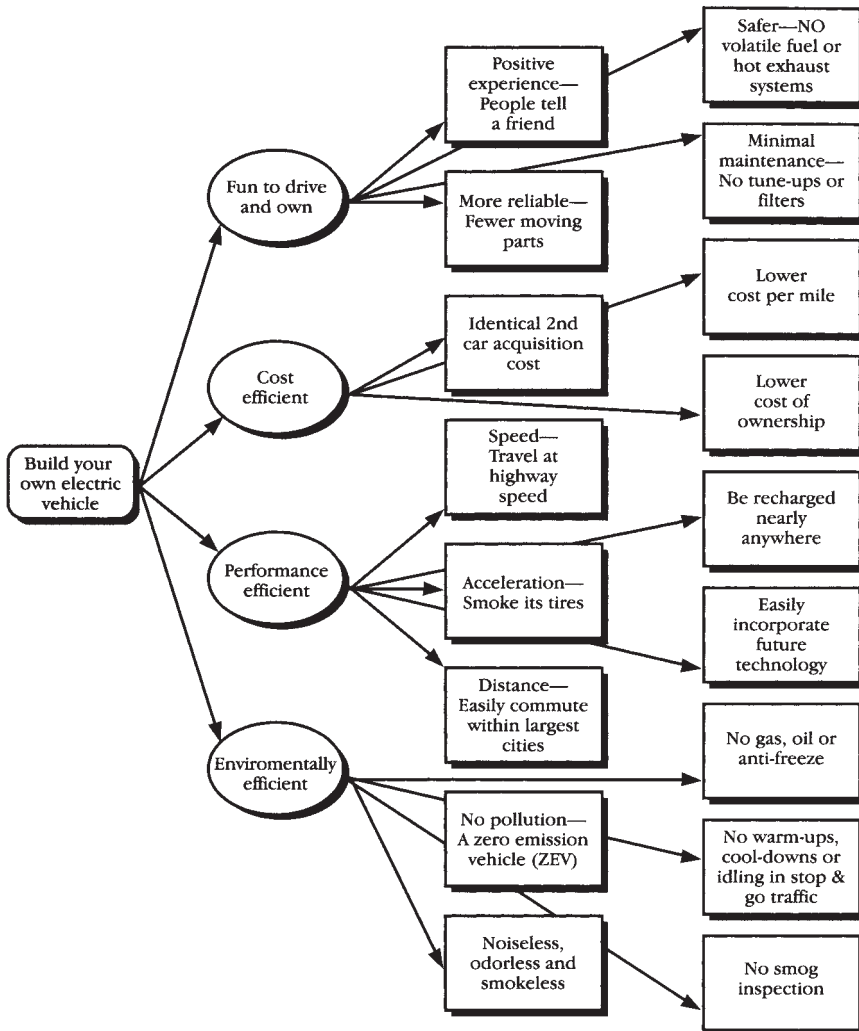 Build your
own electric
vehicle
Fun to drive
and own
Positive
experience—
People tell
a friend
More reliable—
Fewer moving
parts
Safer—NO
volatile fuel or
hot exhaust
systems
Minimal
maintenance—
No tune-ups or
filters
Cost
efficient
Identical 2nd
car acquisition
cost
Lower
cost per mile
Lower
cost of
ownership
Performance
efficient
Speed—
Travel at
highway
speed
Acceleration—
Smoke its tires
Distance—
Easily commute
within largest
cities
Be recharged
nearly
anywhere
Easily
incorporate
future
technology
Enviromentally
efficient
No pollution—
A zero emission
vehicle (ZEV)
Noiseless,
odorless and
smokeless
No gas, oil or
anti-freeze
No warm-ups,
cool-downs or
idling in stop &
go traffic
No smog
inspection